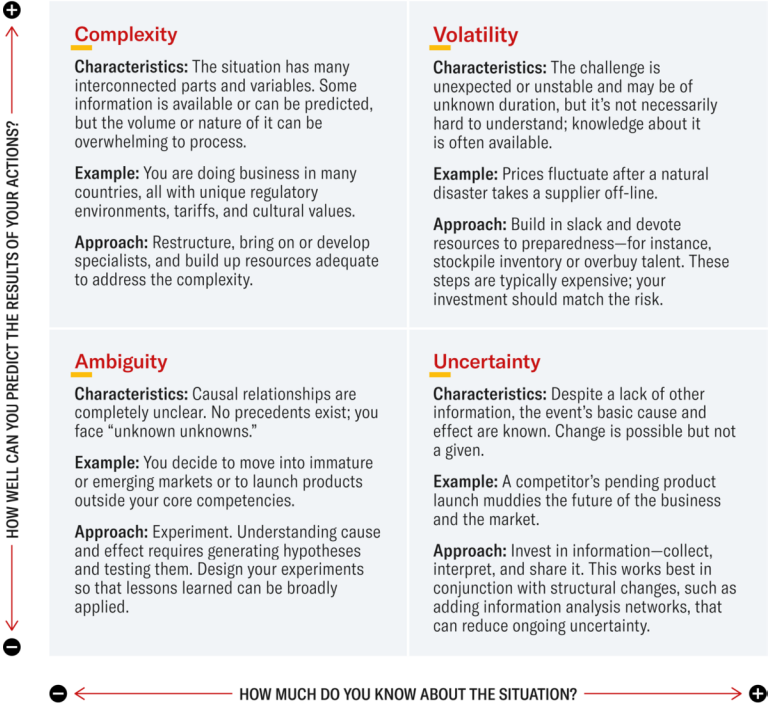 Complexity
Characteristics: The situation has many
interconnected parts and variables. Some
information is available or can be predicted,
but the volume or nature of it can be
overwhelming to process.
Example: You are doing business in many
countries, all with unique regulatory
environments, tariffs, and cultural values.
Approach: Restructure, bring on or develop
specialists, and build up resources adequate
to address the complexity.
Volatility
Characteristics: The challenge is
unexpected or unstable and may be of
unknown duration, but it’s not necessarily
hard to understand; knowledge about it
is often available.
Example: Prices fluctuate after a natural
disaster takes a supplier off-line.
Approach: Build in slack and devote
resources to preparedness—for instance,
stockpile inventory or overbuy talent. These
steps are typically expensive; your
investment should match the risk.
Ambiguity
Characteristics: Causal relationships are
completely unclear. No precedents exist; you
face “unknown unknowns.”
Example: You decide to move into immature
or emerging markets or to launch products
outside your core competencies.
Approach: Experiment. Understanding cause
and effect requires generating hypotheses
and testing them. Design your experiments
so that lessons learned can be broadly
applied.
Uncertainty
Characteristics: Despite a lack of other
information, the event’s basic cause and
effect are known. Change is possible but not
a given.
Example: A competitor’s pending product
launch muddies the future of the business
and the market.
Approach: Invest in information—collect,
interpret, and share it. This works best in
conjunction with structural changes, such as
adding information analysis networks, that
can reduce ongoing uncertainty.
HOW WELL CAN YOU PREDICT THE RESULTS OF YOUR ACTIONS?
HOW MUCH DO YOU KNOW ABOUT THE SITUATION?